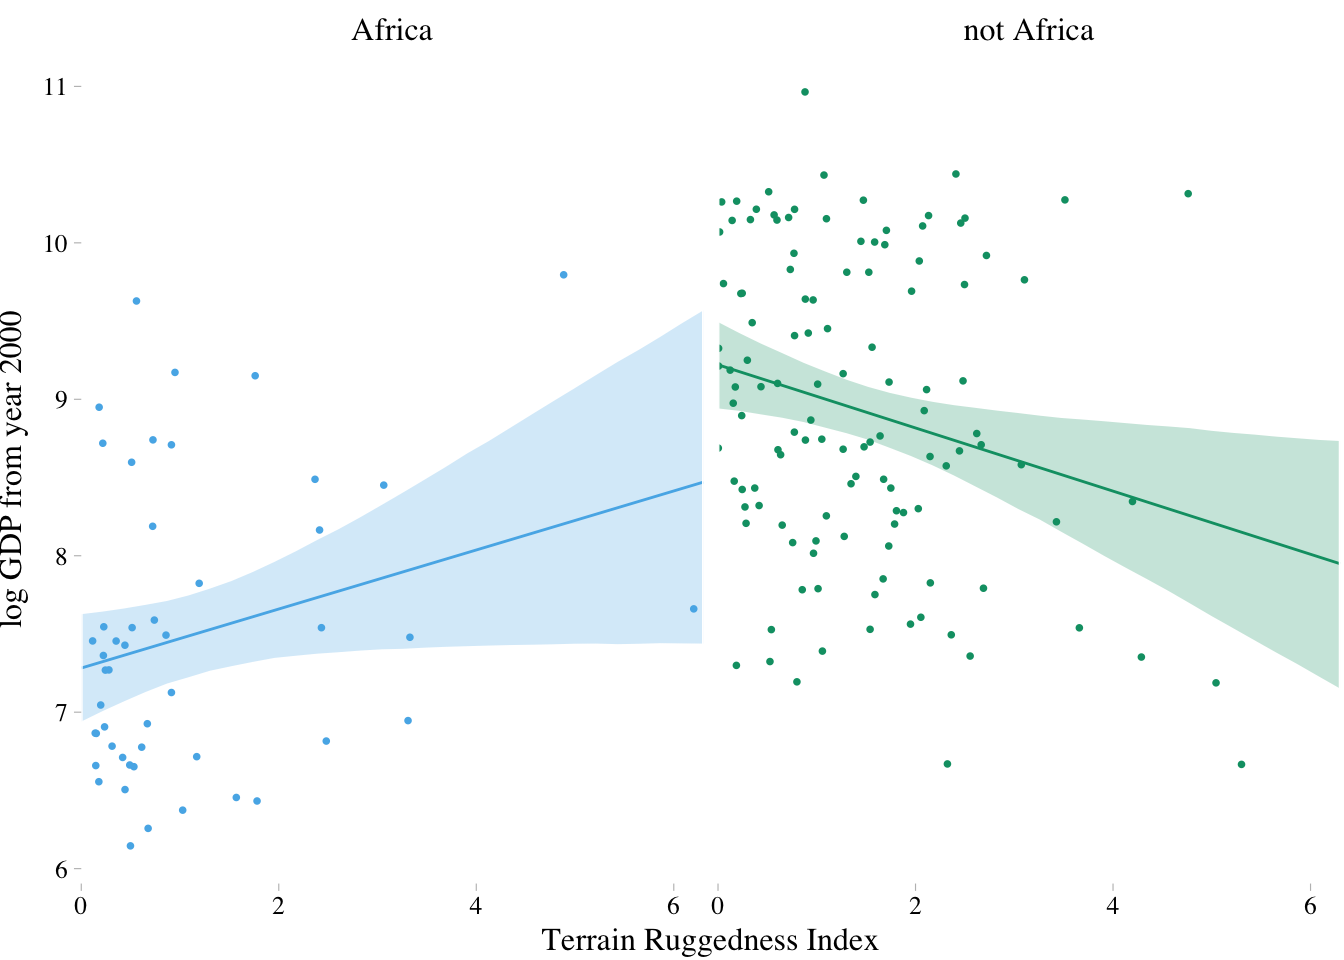 Africa
not Africa
log GDP from year 2000
11
10
9
8
7
6
0 2 4 6
0 2 4 6
Terrain Ruggedness Index